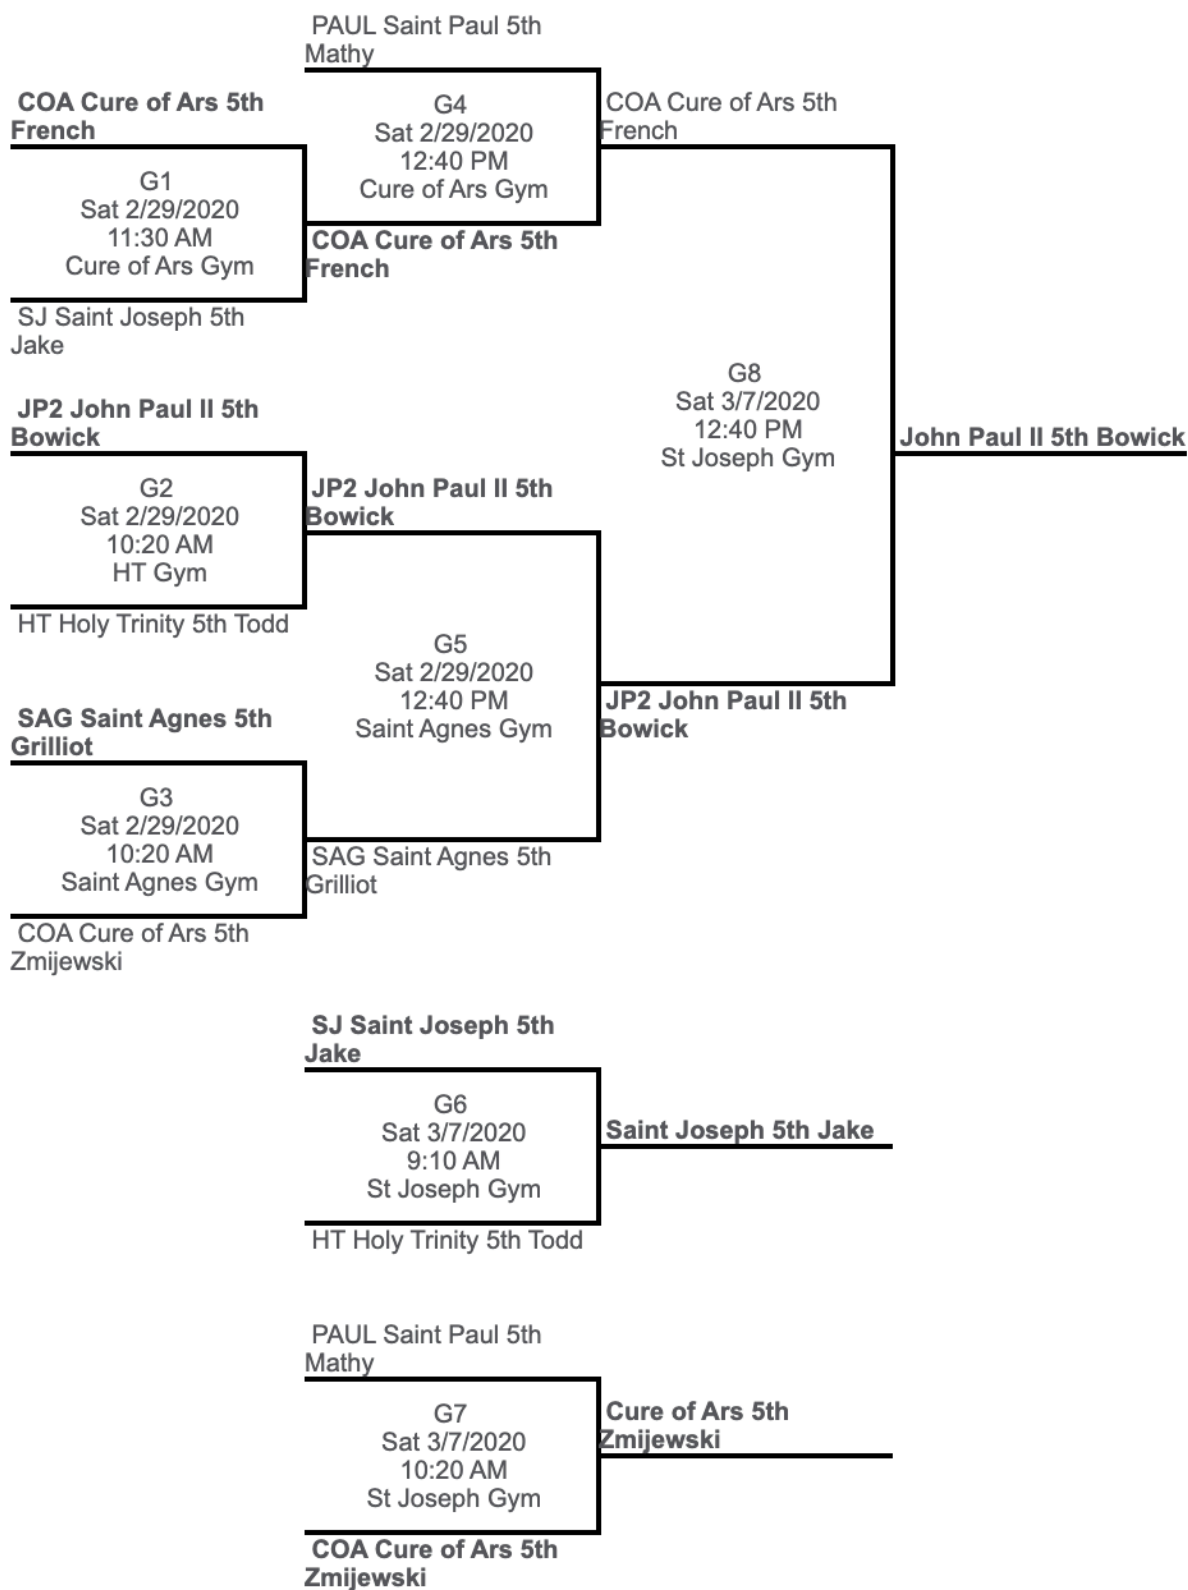 PAUL Saint Paul 5th
Mathy
COA Cure of Ars 5th
French
G4
Sat 2/29/2020
12:40 PM
Cure of Ars Gym
COA Cure of Ars 5th
French
G1
Sat 2/29/2020
11:30 AM
Cure of Ars Gym
COA Cure of Ars 5th
French
SJ Saint Joseph 5th
Jake
G8
Sat 3/7/2020
12:40 PM
St Joseph Gym
John Paul II 5th Bowick
JP2 John Paul II 5th
Bowick
G2
Sat 2/29/2020
10:20 AM
HT Gym
JP2 John Paul II 5th
Bowick
HT Holy Trinity 5th Todd
G5
Sat 2/29/2020
12:40 PM
Saint Agnes Gym
JP2 John Paul II 5th
Bowick
SAG Saint Agnes 5th
Grilliot
G3
Sat 2/29/2020
10:20 AM
Saint Agnes Gym
SAG Saint Agnes 5th
Grilliot
COA Cure of Ars 5th
Zmijewski
SJ Saint Joseph 5th
Jake
G6
Sat 3/7/2020
9:10 AM
St Joseph Gym
Saint Joseph 5th Jake
HT Holy Trinity 5th Todd
PAUL Saint Paul 5th
Mathy
G7
Sat 3/7/2020
10:20 AM
St Joseph Gym
Cure of Ars 5th
Zmijewski
COA Cure of Ars 5th
Zmijewski